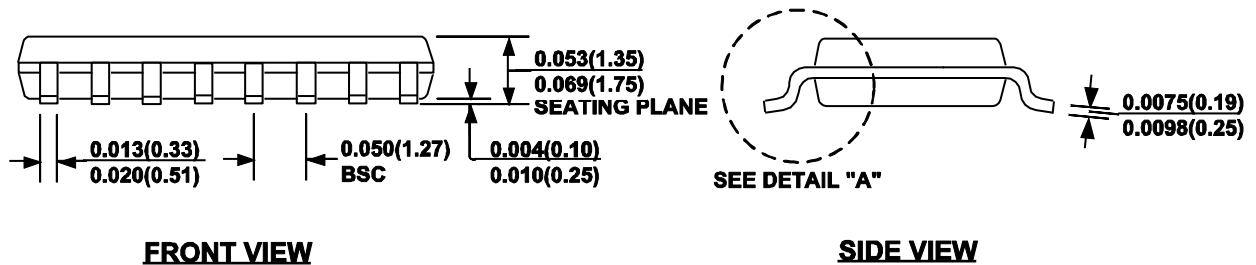 0.053(1.35)
0.069(1.75)
SEATING PLANE
0.013(0.33)
0.020(0.51)
0.050(1.27)
BSC
0.004(0.10)
0.010(0.25)
0.0075(0.19)
0.0098(0.25)
SEE DETAIL "A"
FRONT VIEW
SIDE VIEW